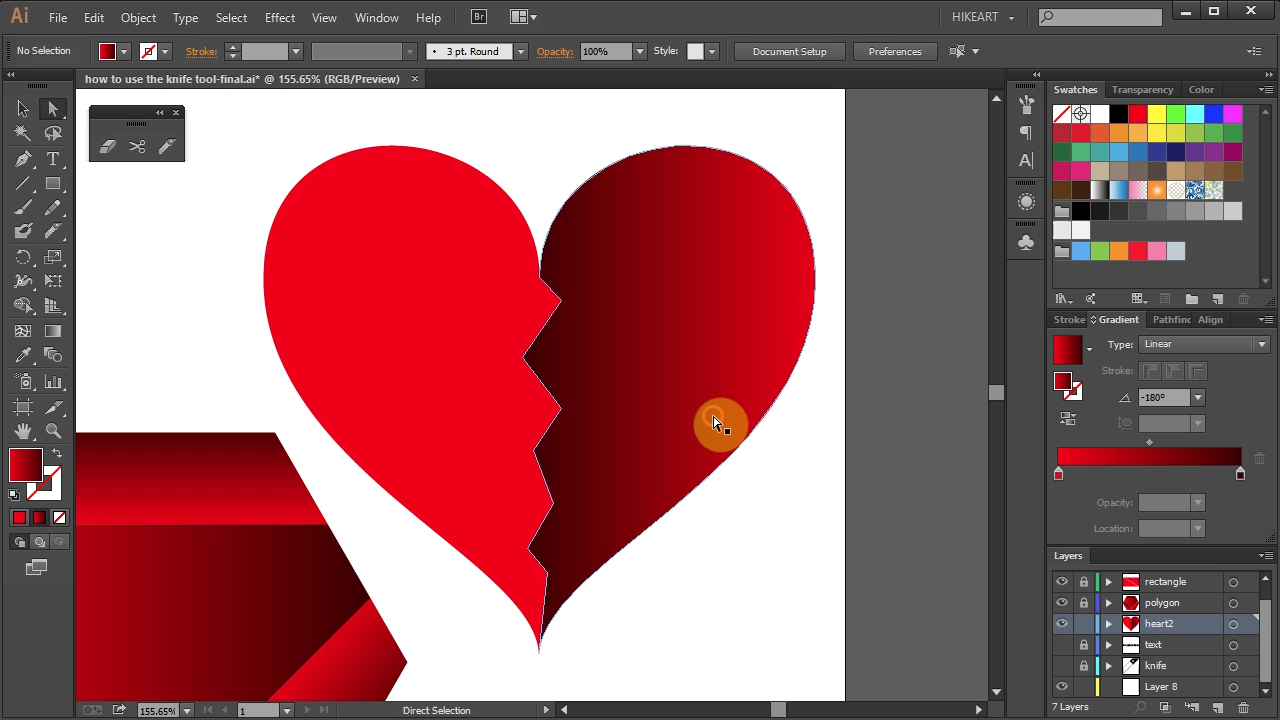 Ai File Edit Object Type Select Effect View Window Help Br HIKEART
No Selection Stroke: 3 pt. Round Opacity: 100% Style: Document Setup Preferences
how to use the knife tool-final.ai* @ 155.65% (RGB/Preview) ×
Swatches Transparency Color
T
A
Stroke Gradient Pathfind Align
Type: Linear
Stroke:
-180°
Opacity:
Location:
Layers
rectangle
polygon
heart2
text
knife
Layer 8
7 Layers
155.65% 1 Direct Selection